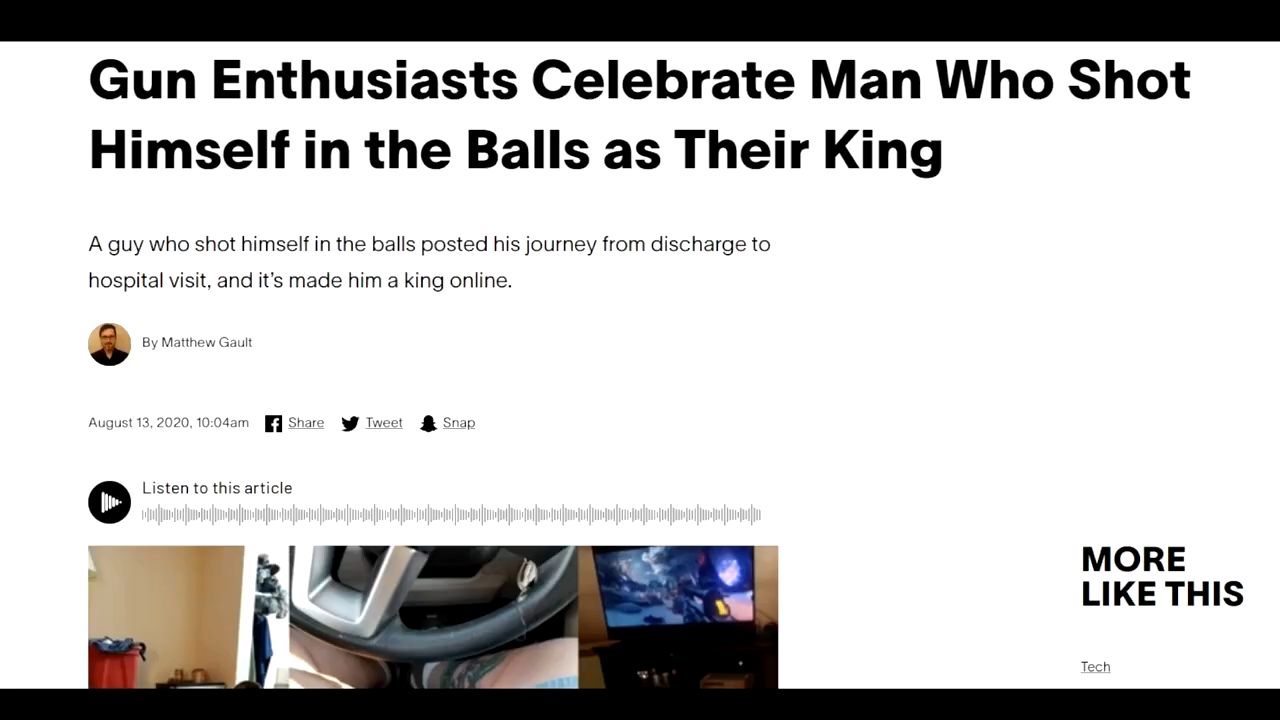 Gun Enthusiasts Celebrate Man Who Shot
Himself in the Balls as Their King
A guy who shot himself in the balls posted his journey from discharge to
hospital visit, and it’s made him a king online.
By Matthew Gault
August 13, 2020, 10:04am Share Tweet Snap
Listen to this article
MORE
LIKE THIS
Tech